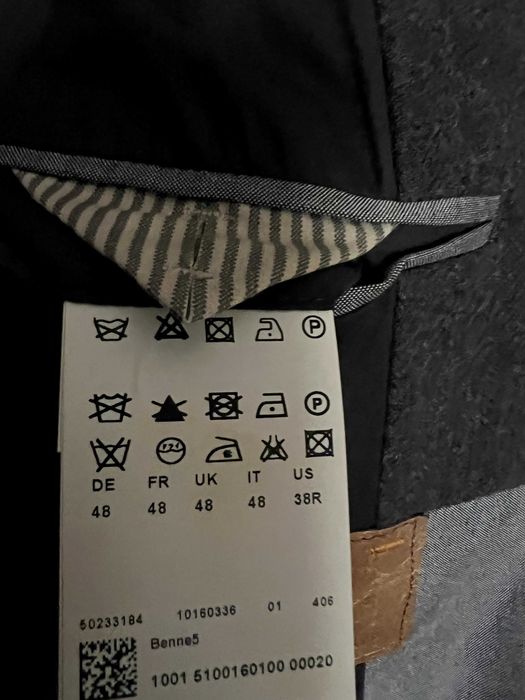 P
P
DE FR UK IT US
48 48 48 48 38R
50233184 10160336 01 406
Benne5
1001 5100160100 00020